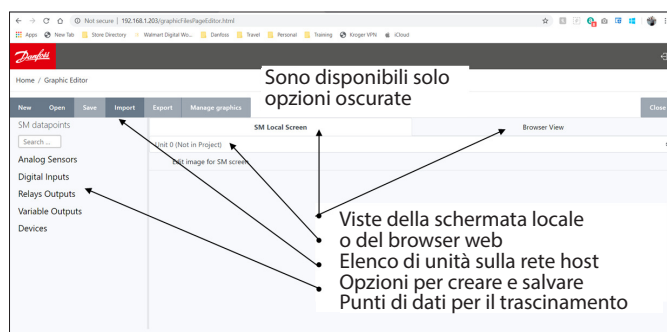 Not secure | 192.168.1.203/graphicFilesPageEditor.html
Apps New Tab Store Directory Walmart Digital Wo... Danfoss Travel Personal Training Kroger VPN iCloud
Danfoss
Home / Graphic Editor
Sono disponibili solo
opzioni oscurate
New Open Save Import Export Manage graphics Close
SM datapoints
SM Local Screen
Browser View
Search ...
Unit 0 (Not in Project)
Edit image for SM screen
Analog Sensors
Digital Inputs
Relays Outputs
Variable Outputs
Devices
Viste della schermata locale
o del browser web
Elenco di unità sulla rete host
Opzioni per creare e salvare
Punti di dati per il trascinamento